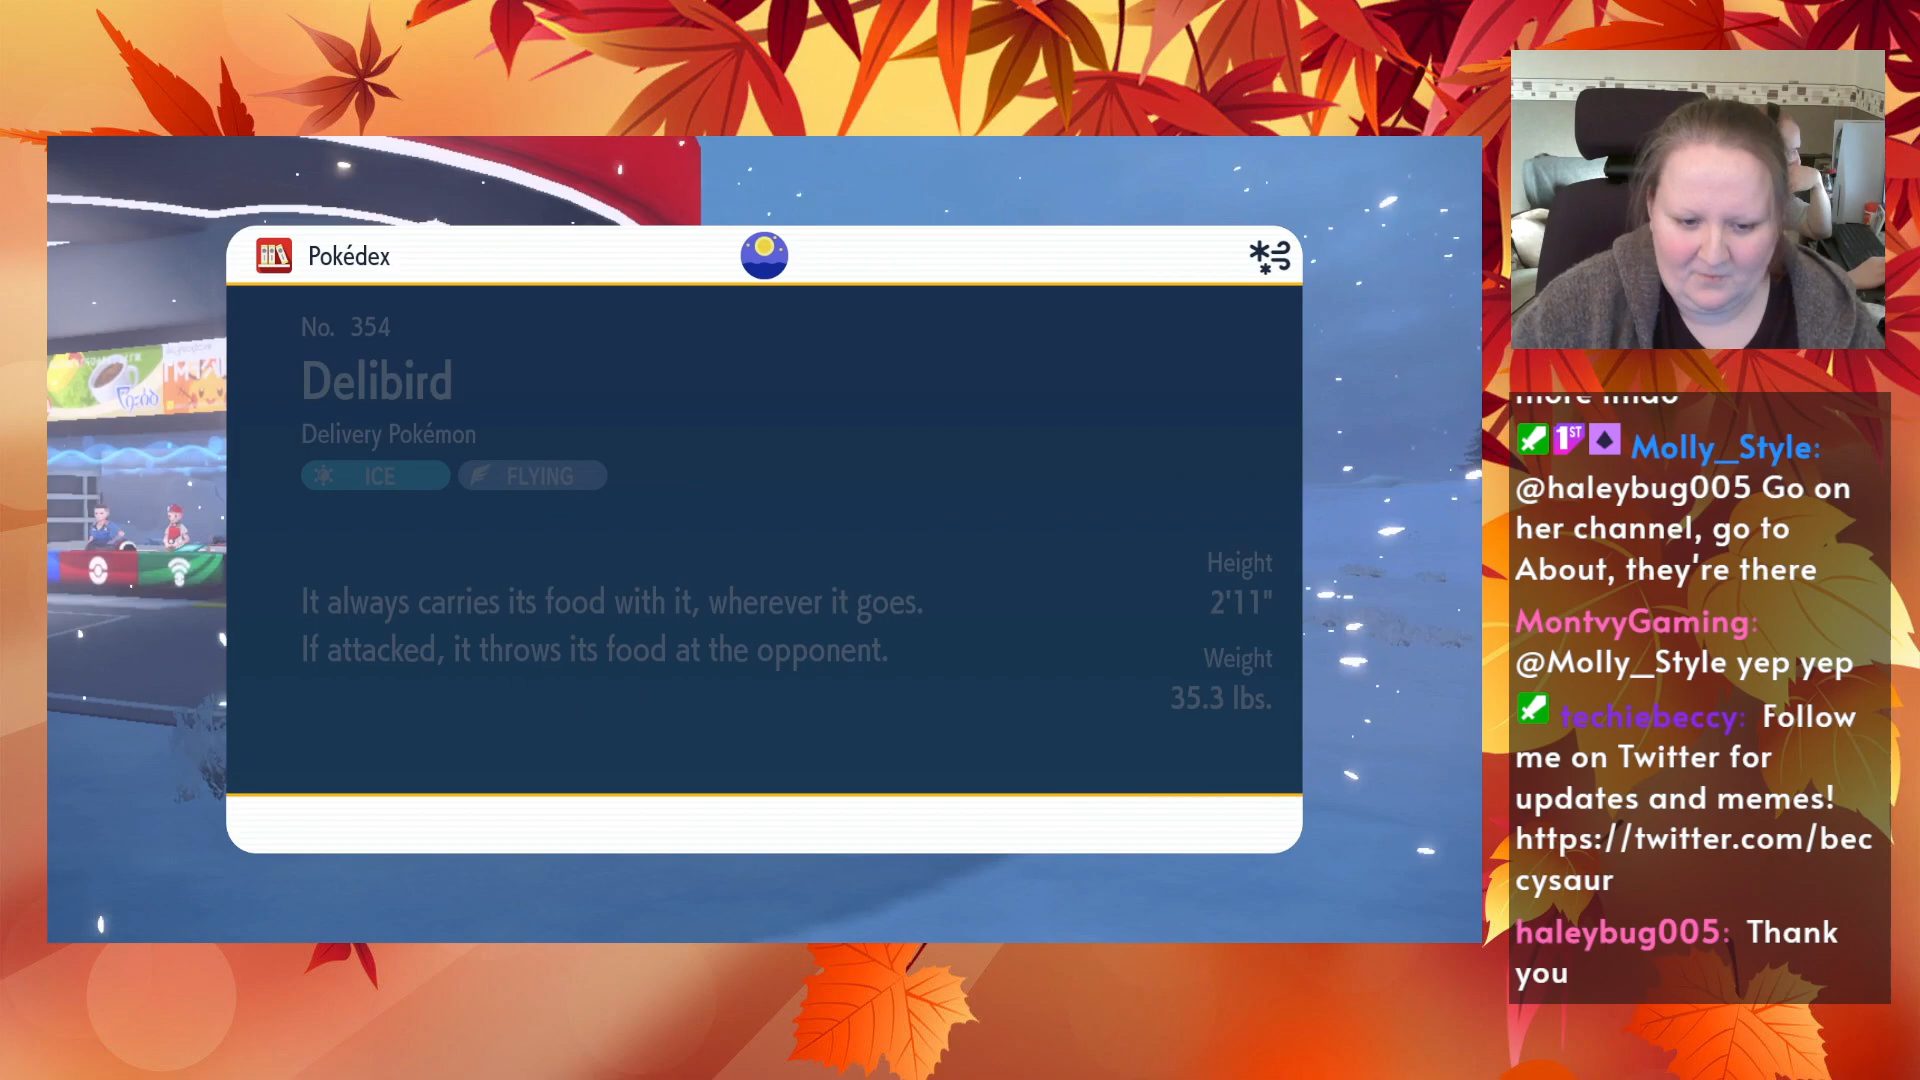 Pokédex
No. 354
Delibird
Delivery Pokémon
ICE
FLYING
It always carries its food with it, wherever it goes.
If attacked, it throws its food at the opponent.
Height
2'11"
Weight
35.3 lbs.
1ST
Molly__Style:
@haleybug005 Go on
her channel, go to
About, they're there
MontvyGaming:
@Molly__Style yep yep
techiebeccy: Follow
me on Twitter for
updates and memes!
https://twitter.com/bec
cysaur
haleybug005: Thank
you